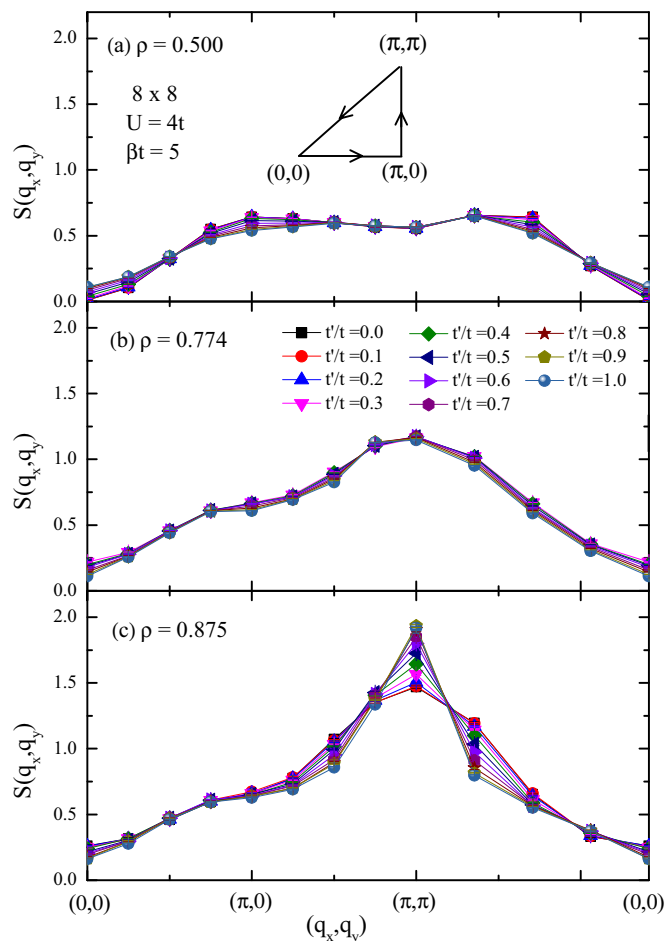 2.0
(a) ρ = 0.500
(π,π)
8 x 8
U = 4t
βt = 5
(0,0)
(π,0)
1.5
1.0
0.5
0.0
S(q_x,q_y)
2.0
(b) ρ = 0.774
t'/t =0.0
t'/t =0.4
t'/t =0.8
t'/t =0.1
t'/t =0.5
t'/t =0.9
t'/t =0.2
t'/t =0.6
t'/t =1.0
t'/t =0.3
t'/t =0.7
1.5
1.0
0.5
0.0
S(q_x,q_y)
2.0
(c) ρ = 0.875
1.5
1.0
0.5
0.0
S(q_x,q_y)
(0,0)
(π,0)
(π,π)
(0,0)
(q_x,q_y)